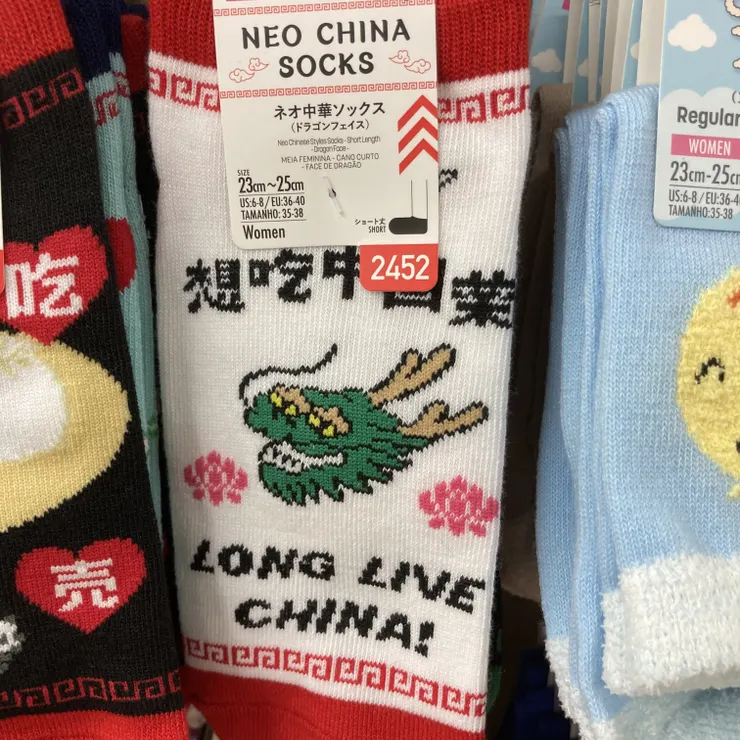 NEO CHINA
SOCKS
ネオ中華ソックス
(ドラゴンフェイス)
Neo Chinese Styles Socks - Short Length
- Dragon Face -
MEIA FEMININA - CANO CURTO
- FACE DE DRAGÃO
SIZE
23cm~25cm
US:6-8 / EU:36-40
TAMANHO:35-38
Women
ショート丈
SHORT
2452
想吃中
LONG LIVE
CHINA!
吃
売
Regular
WOMEN
23cm-25cm
US:6-8 / EU:36-40
TAMANHO:35-38